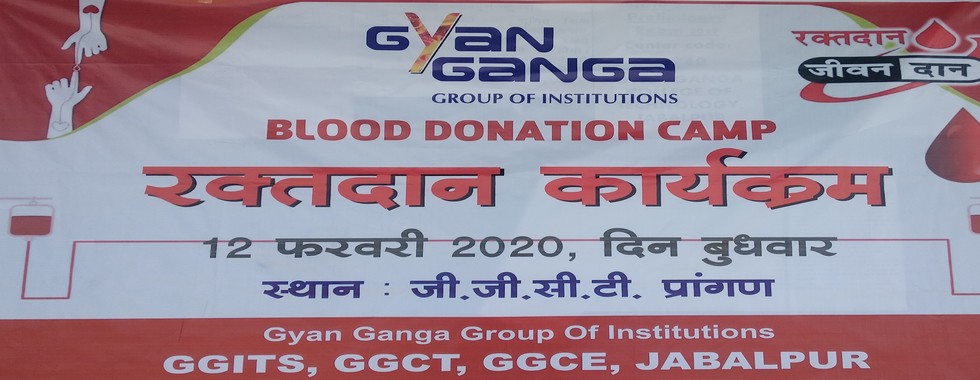 GYAN
GANGA
GROUP OF INSTITUTIONS
रक्तदान
जीवन दान
BLOOD DONATION CAMP
रक्तदान कार्यक्रम
12 फरवरी 2020, दिन बुधवार
स्थान : जी.जी.सी.टी. प्रांगण
Gyan Ganga Group Of Institutions
GGITS, GGCT, GGCE, JABALPUR